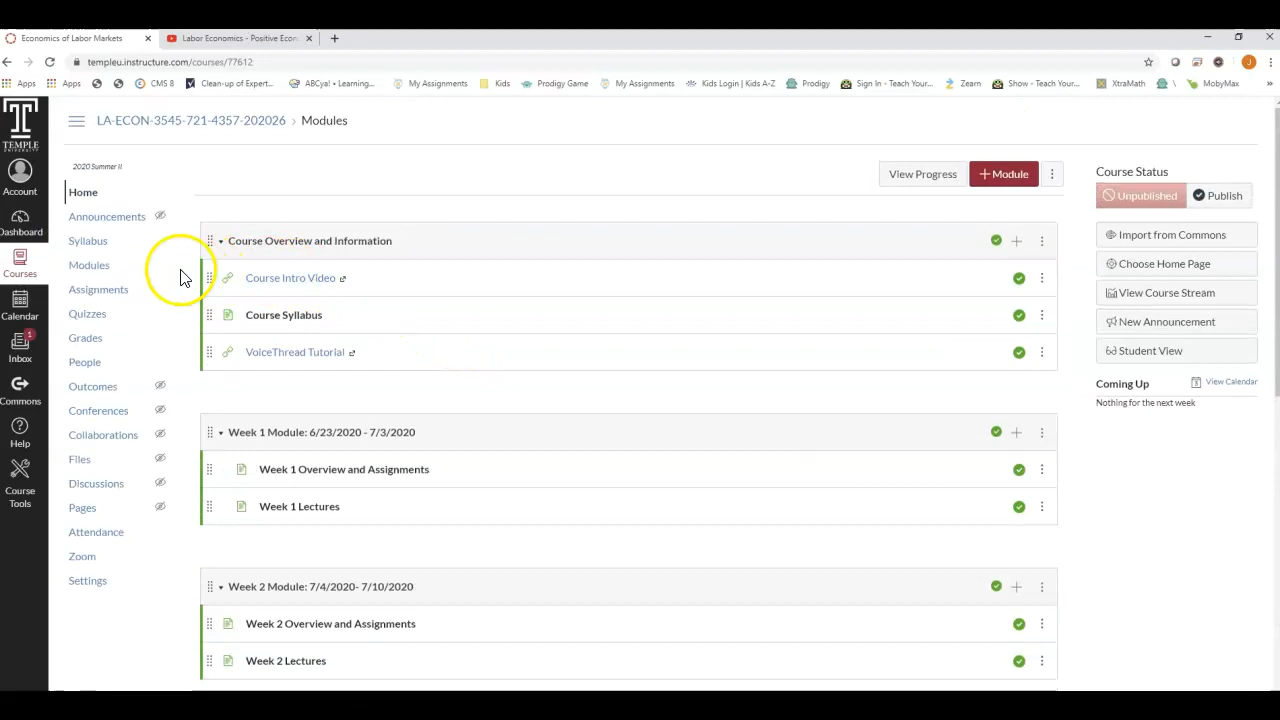 Economics of Labor Markets
Labor Economics - Positive Econ
templeu.instructure.com/courses/77612
Apps Apps CMS 8 Clean-up of Expert... ABCya! • Learning... My Assignments Kids Prodigy Game My Assignments Kids Login | Kids A-Z Prodigy Sign In - Teach Your... Zearn Show - Teach Your... XtraMath \ MobyMax »
TEMPLE
UNIVERSITY
Account
Dashboard
Courses
Calendar
1
Inbox
Commons
Help
Course
Tools
LA-ECON-3545-721-4357-202026 › Modules
2020 Summer II
Home
Announcements
Syllabus
Modules
Assignments
Quizzes
Grades
People
Outcomes
Conferences
Collaborations
Files
Discussions
Pages
Attendance
Zoom
Settings
View Progress
+ Module
Course Overview and Information
Course Intro Video
Course Syllabus
VoiceThread Tutorial
Week 1 Module: 6/23/2020 - 7/3/2020
Week 1 Overview and Assignments
Week 1 Lectures
Week 2 Module: 7/4/2020- 7/10/2020
Week 2 Overview and Assignments
Week 2 Lectures
Course Status
Unpublished Publish
Import from Commons
Choose Home Page
View Course Stream
New Announcement
Student View
Coming Up View Calendar
Nothing for the next week